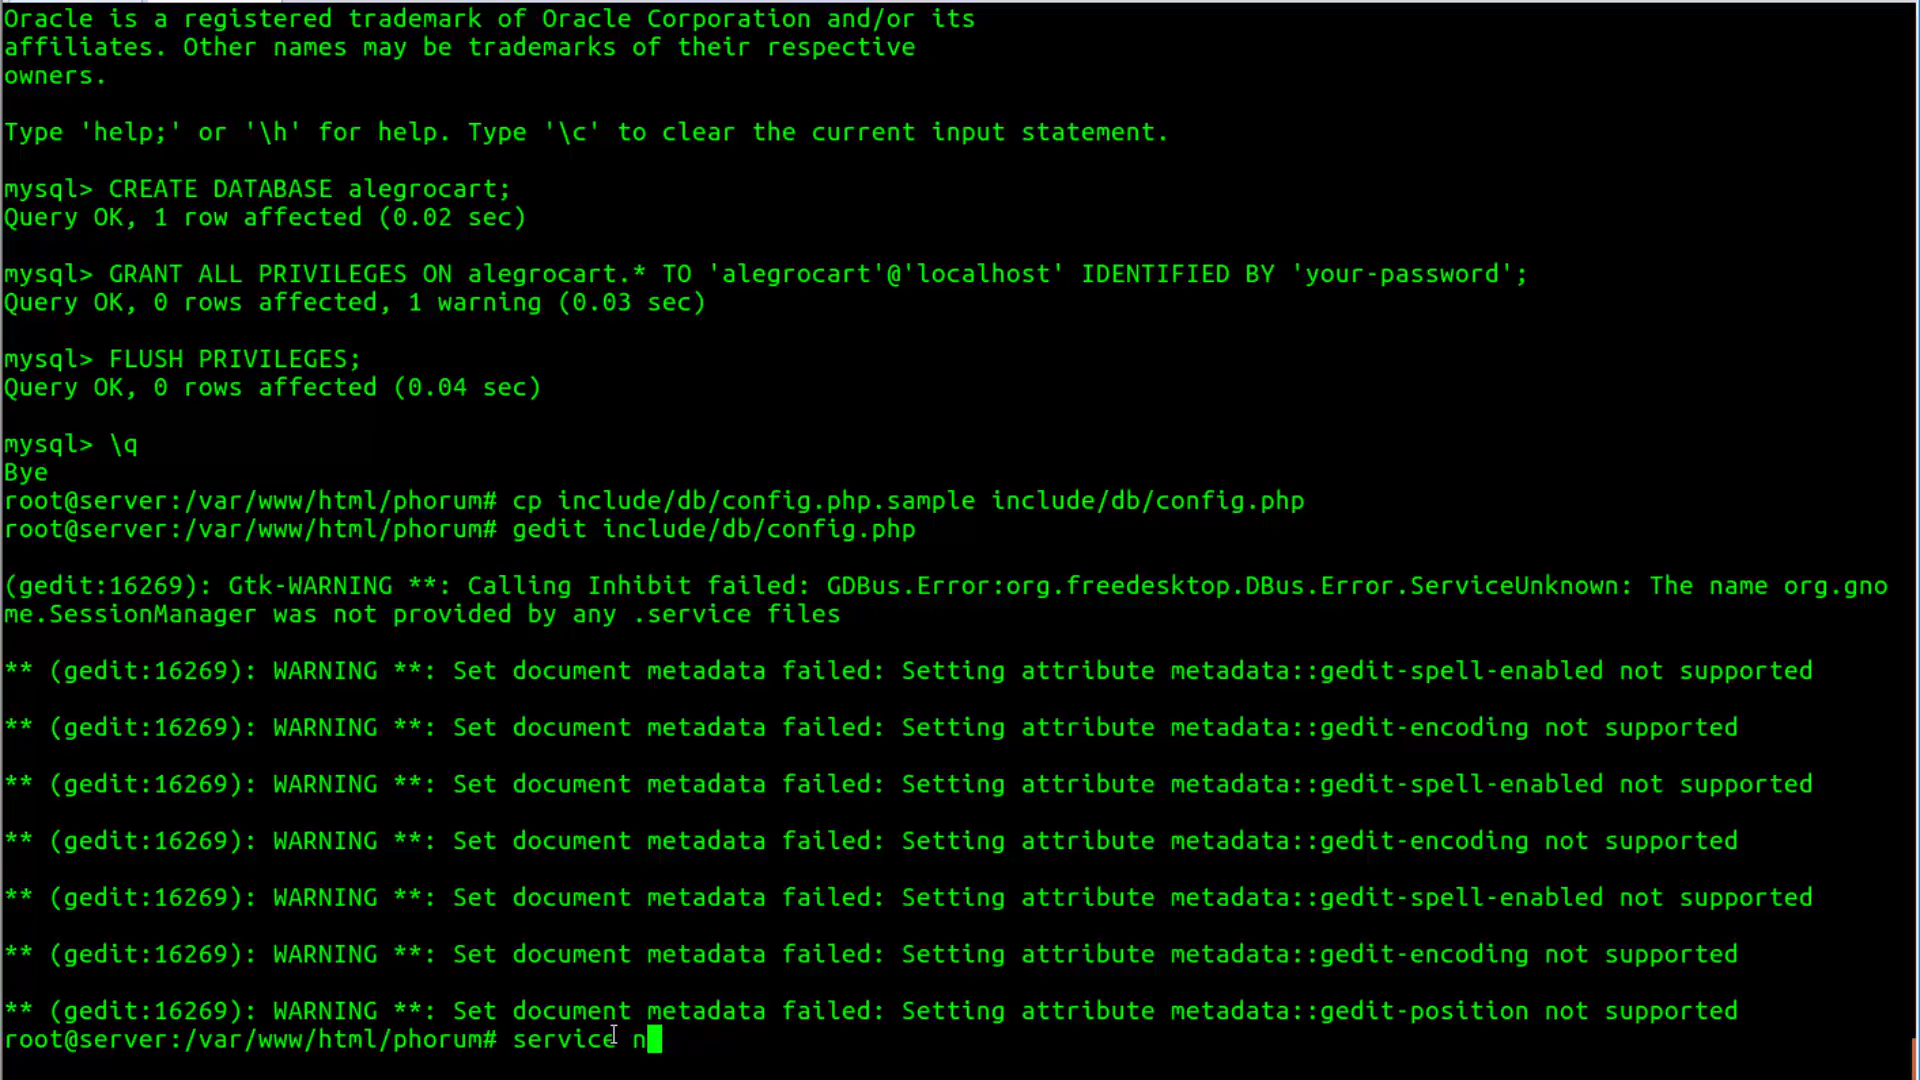 Oracle is a registered trademark of Oracle Corporation and/or its
affiliates. Other names may be trademarks of their respective
owners.
Type 'help;' or '\h' for help. Type '\c' to clear the current input statement.
mysql> CREATE DATABASE alegrocart;
Query OK, 1 row affected (0.02 sec)
mysql> GRANT ALL PRIVILEGES ON alegrocart.* TO 'alegrocart'@'localhost' IDENTIFIED BY 'your-password';
Query OK, 0 rows affected, 1 warning (0.03 sec)
mysql> FLUSH PRIVILEGES;
Query OK, 0 rows affected (0.04 sec)
mysql> \q
Bye
root@server:/var/www/html/phorum# cp include/db/config.php.sample include/db/config.php
root@server:/var/www/html/phorum# gedit include/db/config.php
(gedit:16269): Gtk-WARNING **: Calling Inhibit failed: GDBus.Error:org.freedesktop.DBus.Error.ServiceUnknown: The name org.gno
me.SessionManager was not provided by any .service files
** (gedit:16269): WARNING **: Set document metadata failed: Setting attribute metadata::gedit-spell-enabled not supported
** (gedit:16269): WARNING **: Set document metadata failed: Setting attribute metadata::gedit-encoding not supported
** (gedit:16269): WARNING **: Set document metadata failed: Setting attribute metadata::gedit-spell-enabled not supported
** (gedit:16269): WARNING **: Set document metadata failed: Setting attribute metadata::gedit-encoding not supported
** (gedit:16269): WARNING **: Set document metadata failed: Setting attribute metadata::gedit-spell-enabled not supported
** (gedit:16269): WARNING **: Set document metadata failed: Setting attribute metadata::gedit-encoding not supported
** (gedit:16269): WARNING **: Set document metadata failed: Setting attribute metadata::gedit-position not supported
root@server:/var/www/html/phorum# service n